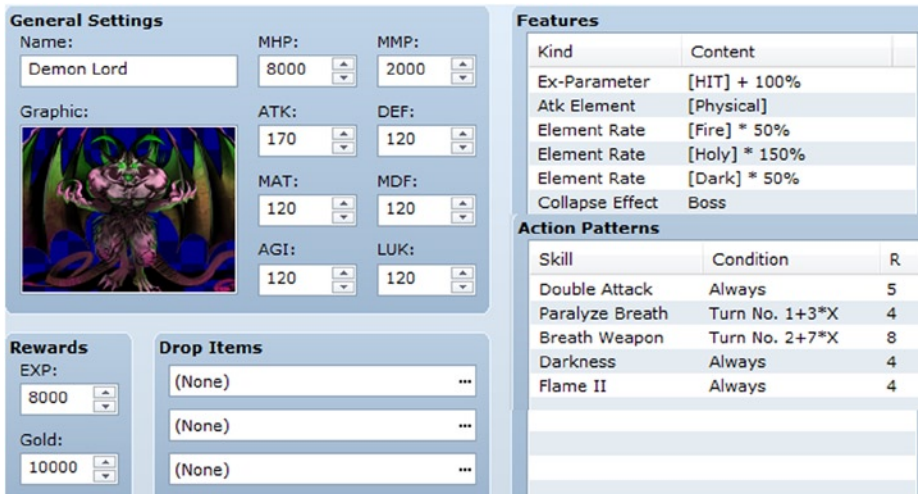 General Settings
Name: MHP: MMP:
Demon Lord 8000 2000
Graphic: ATK: DEF:
170 120
MAT: MDF:
120 120
AGI: LUK:
120 120
Rewards
EXP:
8000
Gold:
10000
Drop Items
(None) ...
(None) ...
(None) ...
Features
Kind Content
Ex-Parameter [HIT] + 100%
Atk Element [Physical]
Element Rate [Fire] * 50%
Element Rate [Holy] * 150%
Element Rate [Dark] * 50%
Collapse Effect Boss
Action Patterns
Skill Condition R
Double Attack Always 5
Paralyze Breath Turn No. 1+3*X 4
Breath Weapon Turn No. 2+7*X 8
Darkness Always 4
Flame II Always 4